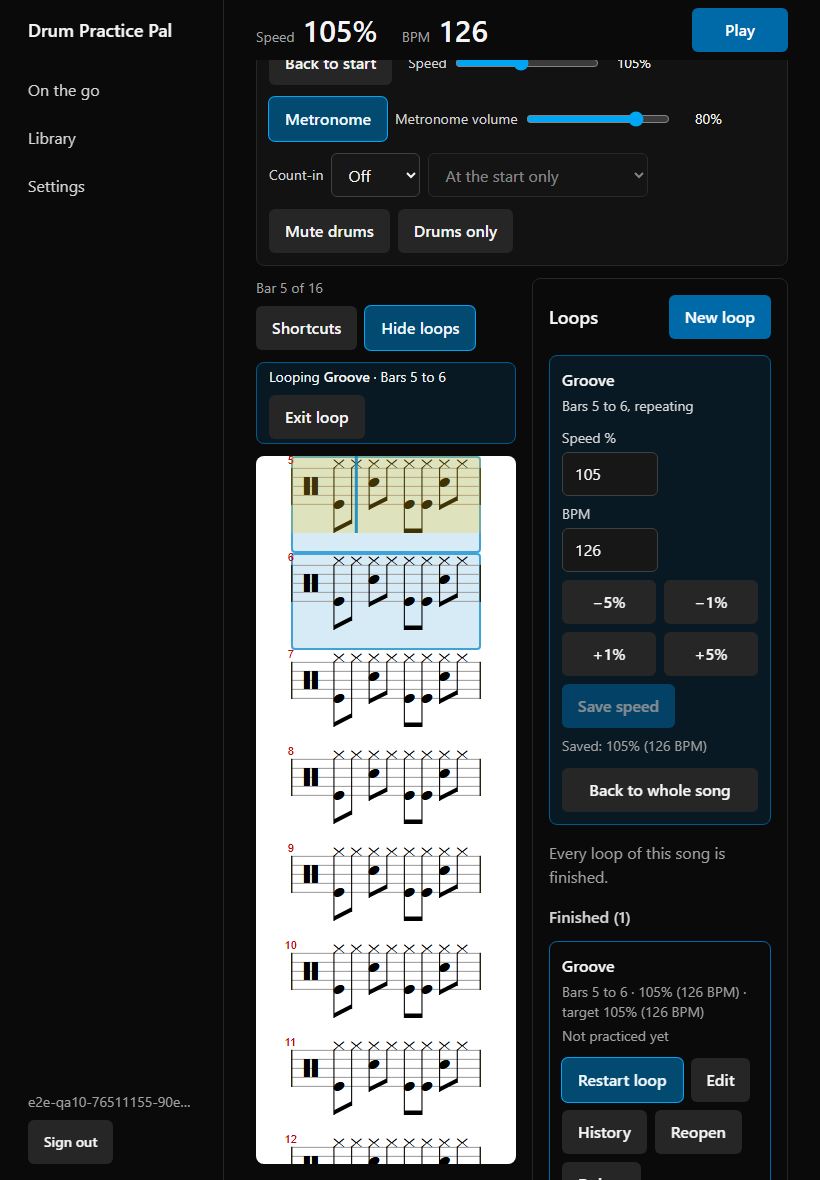 Drum Practice Pal
On the go
Library
Settings
e2e-qa10-76511155-90e...
Sign out
Speed 105% BPM 126
Play
Back to start Speed 105%
Metronome Metronome volume 80%
Count-in Off At the start only
Mute drums Drums only
Bar 5 of 16
Shortcuts Hide loops
Looping Groove · Bars 5 to 6
Exit loop
5
6
7
8
9
10
11
12
Loops New loop
Groove
Bars 5 to 6, repeating
Speed %
105
BPM
126
−5% −1%
+1% +5%
Save speed
Saved: 105% (126 BPM)
Back to whole song
Every loop of this song is
finished.
Finished (1)
Groove
Bars 5 to 6 · 105% (126 BPM) ·
target 105% (126 BPM)
Not practiced yet
Restart loop Edit
History Reopen